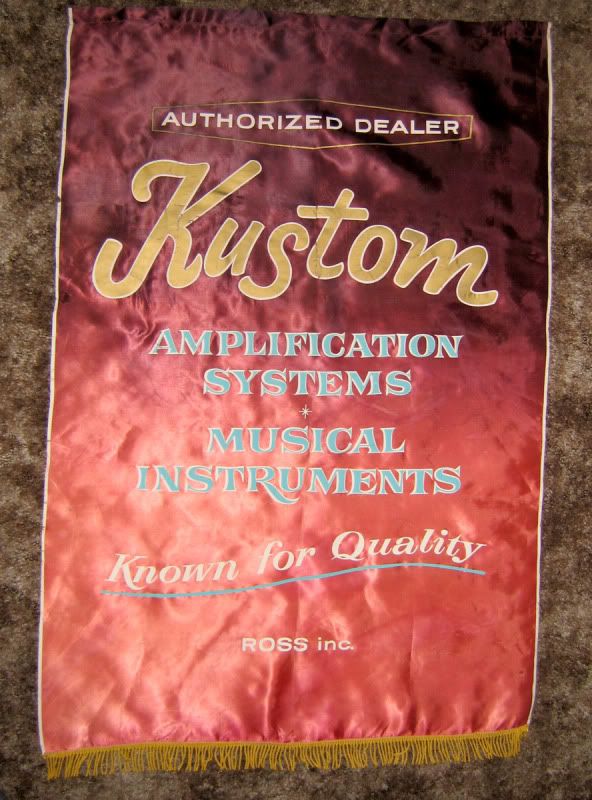 AUTHORIZED DEALER
Kustom
AMPLIFICATION
SYSTEMS
MUSICAL
INSTRUMENTS
Known for Quality
ROSS inc.